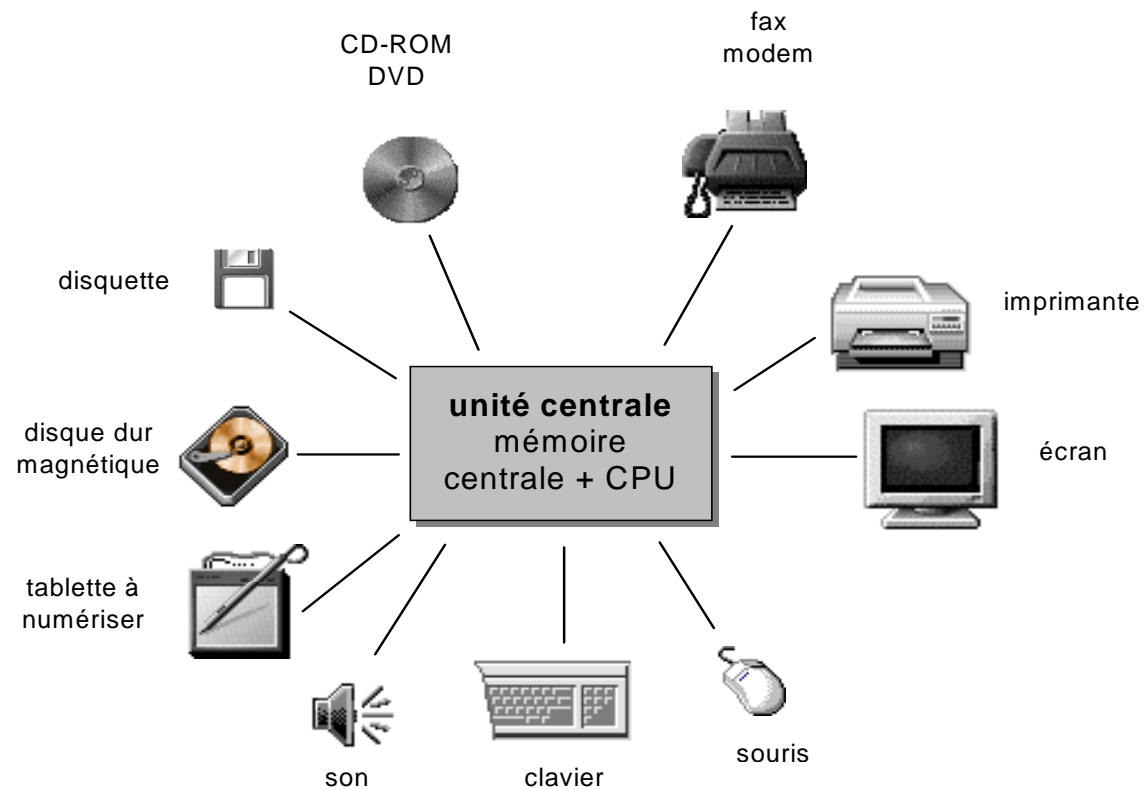 CD-ROM
DVD
fax
modem
disquette
imprimante
unité centrale
mémoire
centrale + CPU
disque dur
magnétique
écran
tablette à
numériser
son
clavier
souris